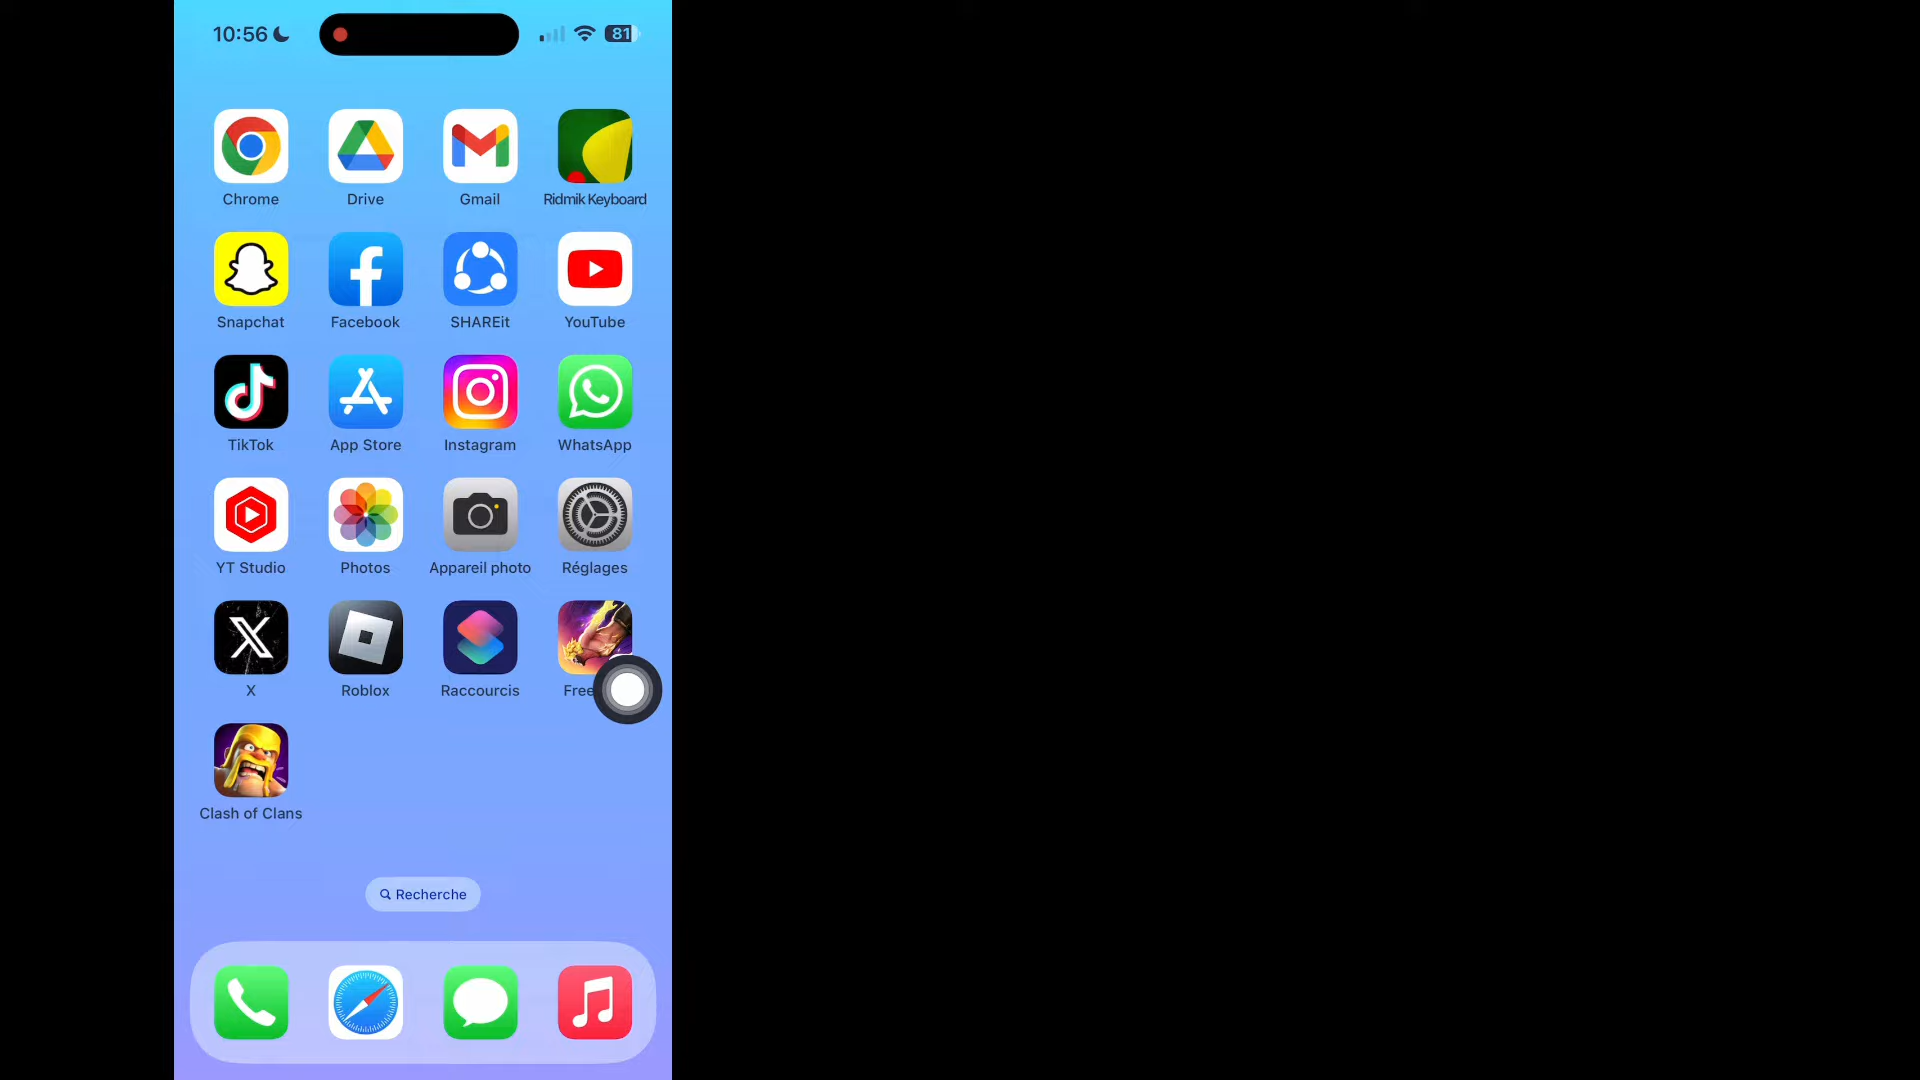 10:56
81
Chrome Drive Gmail Ridmik Keyboard
Snapchat Facebook SHAREit YouTube
TikTok App Store Instagram WhatsApp
YT Studio Photos Appareil photo Réglages
X Roblox Raccourcis Free
Clash of Clans
Recherche